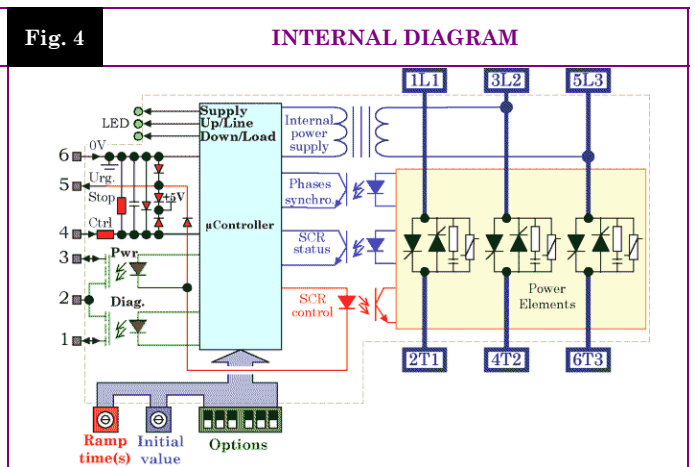 Fig. 4
INTERNAL DIAGRAM
1L1
3L2
5L3
LED
Supply
Up/Line
Down/Load
Internal
power
supply
6
0V
5
Urg.
Stop
+5V
Phases
synchro.
µController
4
Ctrl
SCR
status
3
Pwr
2
Diag.
SCR
control
Power
Elements
1
2T1
4T2
6T3
Ramp
time(s)
Initial
value
Options